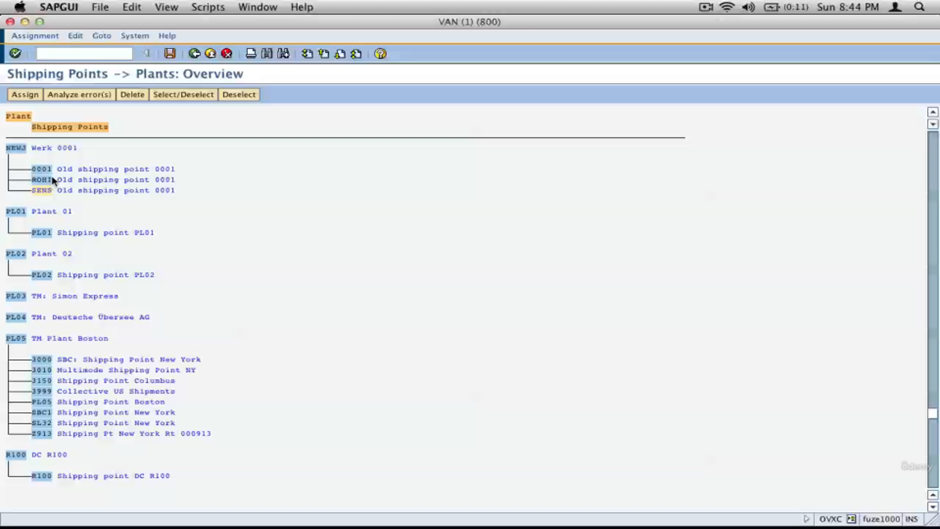 SAPGUI File Edit View Scripts Window Help (0:11) Sun 8:44 PM
VAN (1) (800)
Assignment Edit Goto System Help
Shipping Points -> Plants: Overview
Assign Analyze error(s) Delete Select/Deselect Deselect
Plant
Shipping Points
NEWJ Werk 0001
0001 Old shipping point 0001
ROHI Old shipping point 0001
SENS Old shipping point 0001
PL01 Plant 01
PL01 Shipping point PL01
PL02 Plant 02
PL02 Shipping point PL02
PL03 TM: Simon Express
PL04 TM: Deutsche Übersee AG
PL05 TM Plant Boston
3000 SBC: Shipping Point New York
3010 Multimode Shipping Point NY
3150 Shipping Point Columbus
3999 Collective US Shipments
PL05 Shipping Point Boston
SBC1 Shipping Point New York
SL32 Shipping Point New York
Z913 Shipping Pt New York Rt 000913
R100 DC R100
R100 Shipping point DC R100
Udemy
OVXC fuze1000 INS